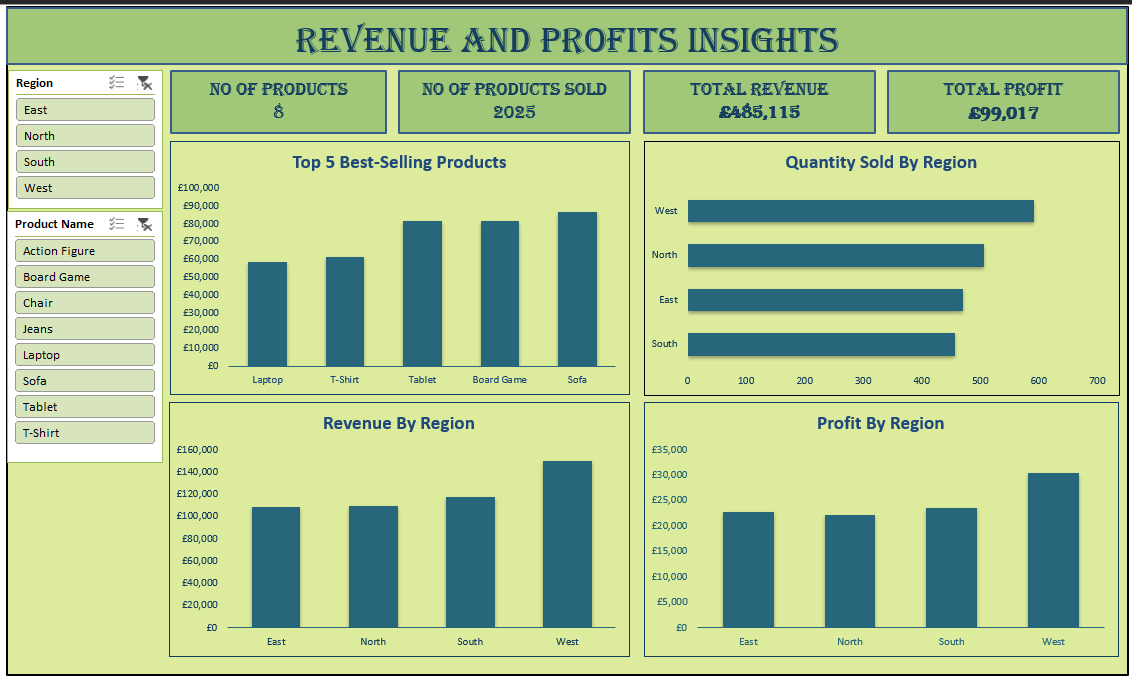 REVENUE AND PROFITS INSIGHTS
Region
East
North
South
West
Product Name
Action Figure
Board Game
Chair
Jeans
Laptop
Sofa
Tablet
T-Shirt
NO OF PRODUCTS
8
NO OF PRODUCTS SOLD
2025
TOTAL REVENUE
£485,115
TOTAL PROFIT
£99,017
Top 5 Best-Selling Products
£100,000
£90,000
£80,000
£70,000
£60,000
£50,000
£40,000
£30,000
£20,000
£10,000
£0
Laptop T-Shirt Tablet Board Game Sofa
Quantity Sold By Region
West
North
East
South
0 100 200 300 400 500 600 700
Revenue By Region
£160,000
£140,000
£120,000
£100,000
£80,000
£60,000
£40,000
£20,000
£0
East North South West
Profit By Region
£35,000
£30,000
£25,000
£20,000
£15,000
£10,000
£5,000
£0
East North South West